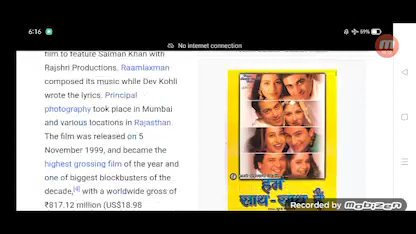 6:16
59%
No internet connection
film to feature Salman Khan with
Rajshri Productions. Raamlaxman
composed its music while Dev Kohli
wrote the lyrics. Principal
photography took place in Mumbai
and various locations in Rajasthan.
The film was released on 5
November 1999, and became the
highest grossing film of the year and
one of biggest blockbusters of the
decade,[4] with a worldwide gross of
₹817.12 million (US$18.98
हम
साथ-साथ हैं
Recorded by
MOBIZEN